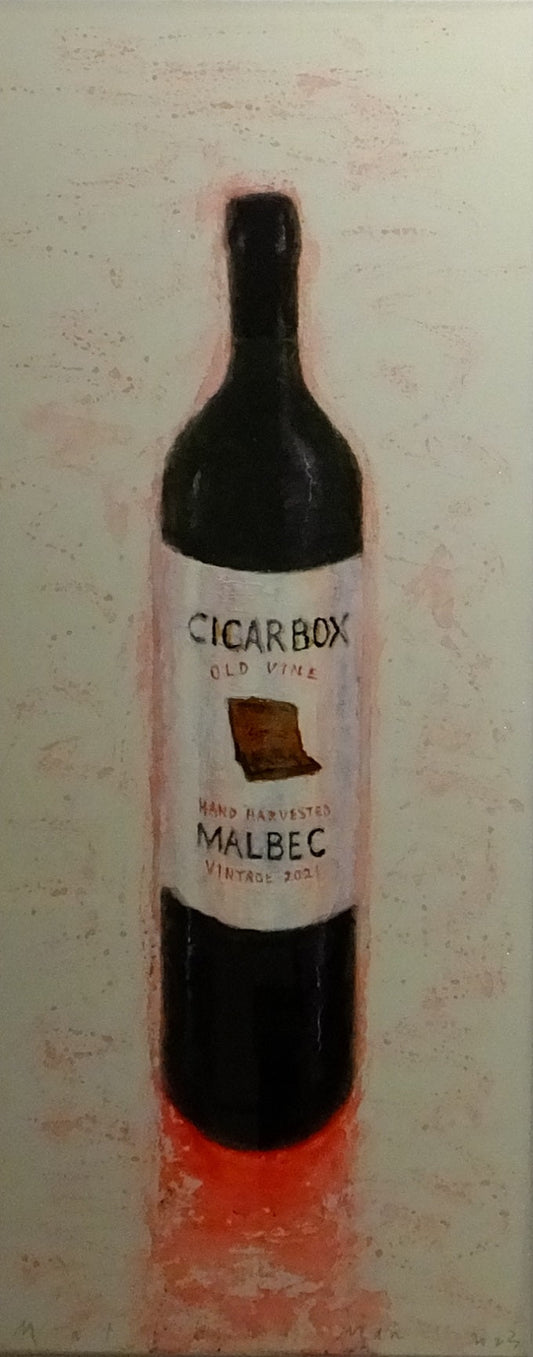 CICARBOX
OLD VINE
HAND HARVESTED
MALBEC
VINTAGE 2021